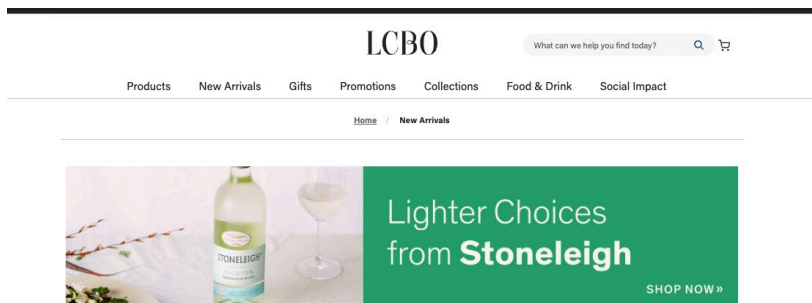 LCBO
What can we help you find today?
Products New Arrivals Gifts Promotions Collections Food & Drink Social Impact
Home / New Arrivals
STONELEIGH
LIGHTER
Lighter Choices
from Stoneleigh
SHOP NOW»